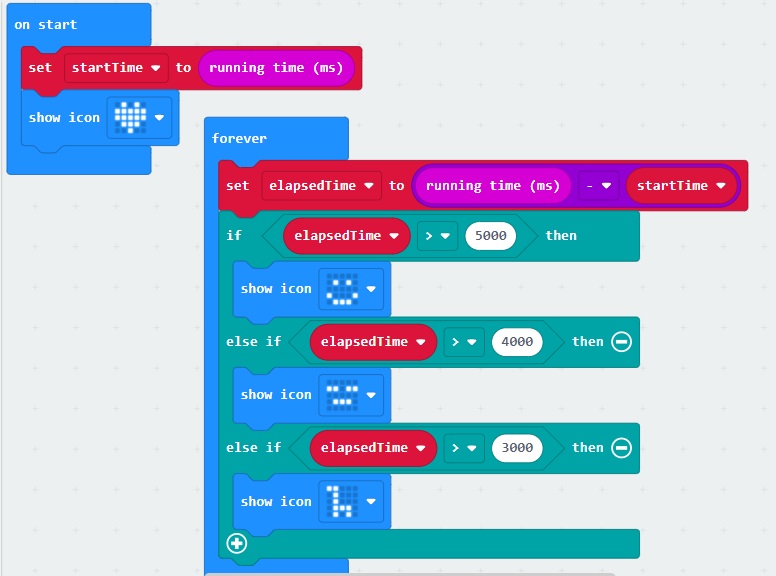 on start
set startTime to running time (ms)
show icon
forever
set elapsedTime to running time (ms) - startTime
if elapsedTime > 5000 then
show icon
else if elapsedTime > 4000 then
show icon
else if elapsedTime > 3000 then
show icon